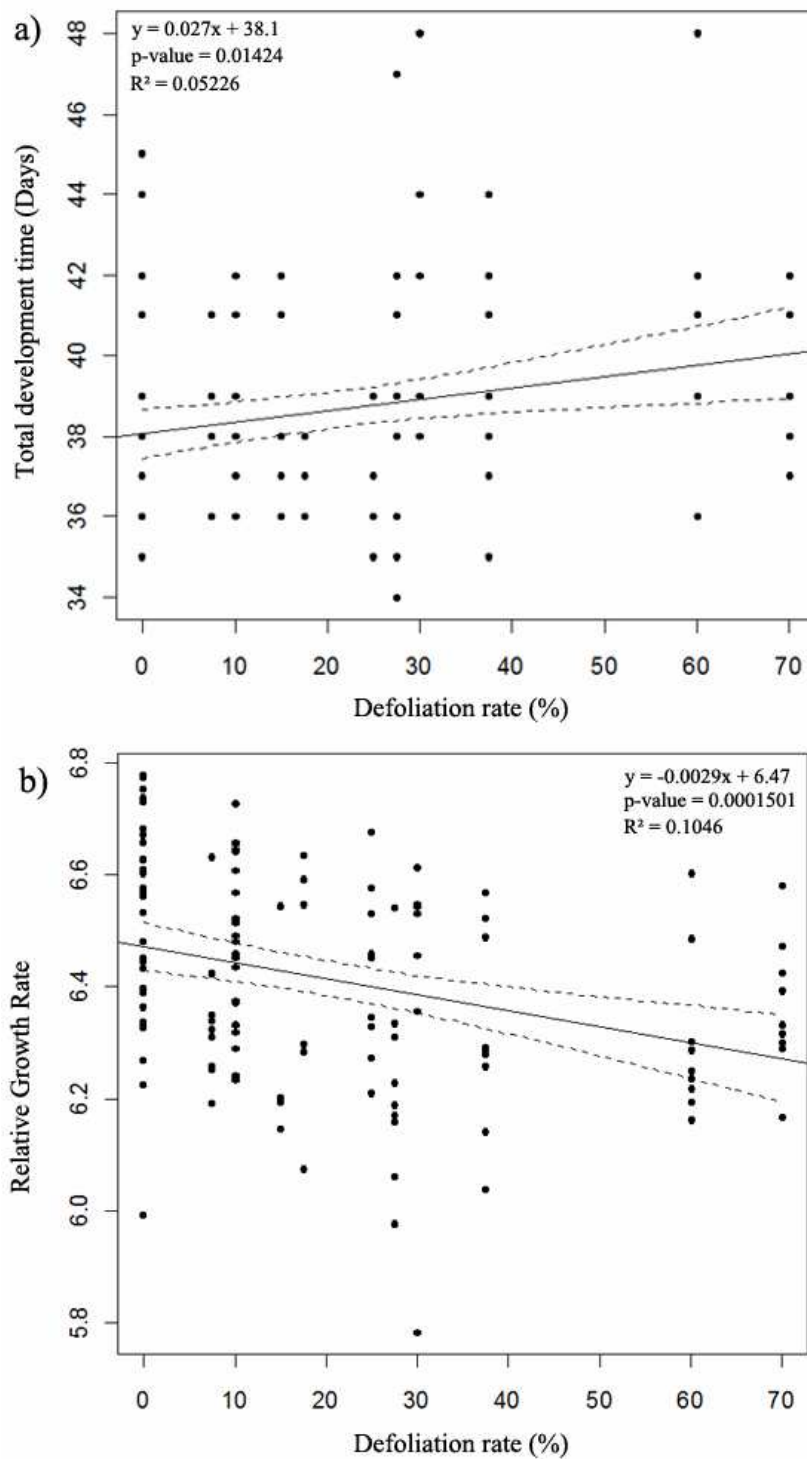 a)
y = 0.027x + 38.1
p-value = 0.01424
R² = 0.05226
Total development time (Days)
48
46
44
42
40
38
36
34
0 10 20 30 40 50 60 70
Defoliation rate (%)
b)
y = -0.0029x + 6.47
p-value = 0.0001501
R² = 0.1046
Relative Growth Rate
6.8
6.6
6.4
6.2
6.0
5.8
0 10 20 30 40 50 60 70
Defoliation rate (%)